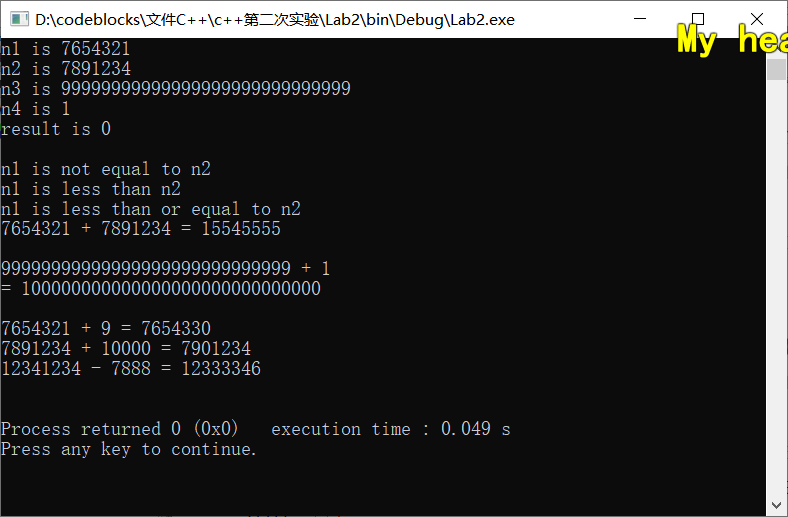 D:\codeblocks\文件C++\c++第二次实验\Lab2\bin\Debug\Lab2.exe
My hea
n1 is 7654321
n2 is 7891234
n3 is 99999999999999999999999999999
n4 is 1
result is 0
n1 is not equal to n2
n1 is less than n2
n1 is less than or equal to n2
7654321 + 7891234 = 15545555
99999999999999999999999999999 + 1
= 100000000000000000000000000000
7654321 + 9 = 7654330
7891234 + 10000 = 7901234
12341234 - 7888 = 12333346
Process returned 0 (0x0)   execution time : 0.049 s
Press any key to continue.